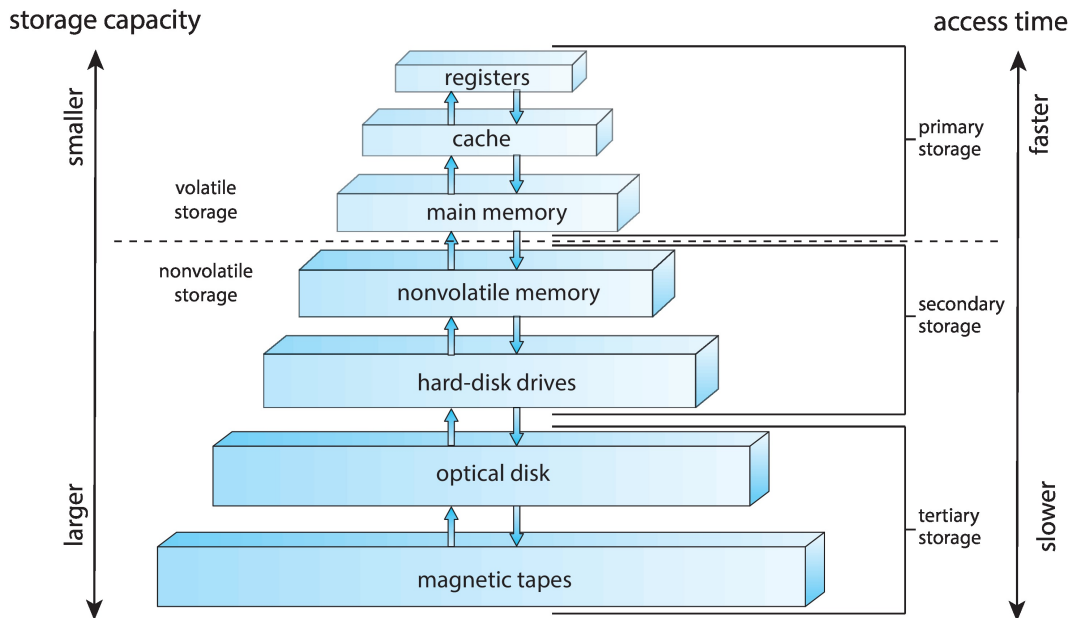 storage capacity
access time
smaller
faster
registers
cache
primary
storage
volatile
storage
main memory
nonvolatile
storage
nonvolatile memory
secondary
storage
hard-disk drives
optical disk
larger
slower
tertiary
storage
magnetic tapes